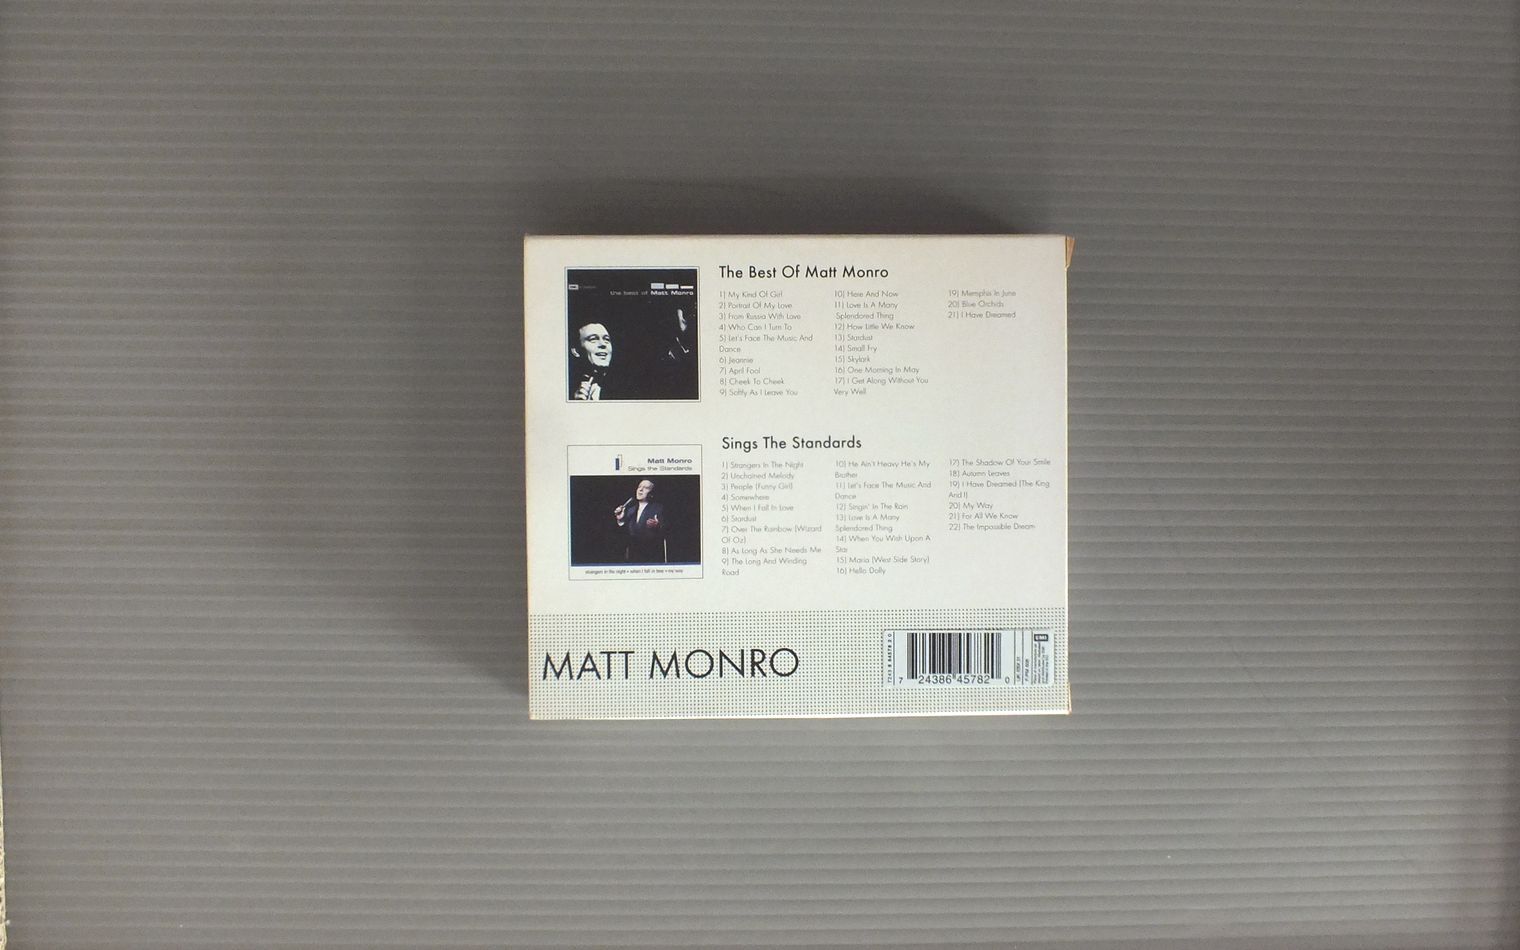 The Best Of Matt Monro
the best of Matt Monro
1) My Kind Of Girl
2) Portrait Of My Love
3) From Russia With Love
4) Who Can I Turn To
5) Let's Face The Music And
Dance
6) Jeannie
7) April Fool
8) Cheek To Cheek
9) Softly As I Leave You
10) Here And Now
11) Love Is A Many
Splendored Thing
12) How Little We Know
13) Stardust
14) Small Fry
15) Skylark
16) One Morning In May
17) I Get Along Without You
Very Well
19) Memphis In June
20) Blue Orchids
21) I Have Dreamed
Sings The Standards
Matt Monro
Sings the Standards
strangers in the night • when I fall in love • my way
1) Strangers In The Night
2) Unchained Melody
3) People (Funny Girl)
4) Somewhere
5) When I Fall In Love
6) Stardust
7) Over The Rainbow (Wizard
Of Oz)
8) As Long As She Needs Me
9) The Long And Winding
Road
10) He Ain't Heavy He's My
Brother
11) Let's Face The Music And
Dance
12) Singin' In The Rain
13) Love Is A Many
Splendored Thing
14) When You Wish Upon A
Star
15) Maria (West Side Story)
16) Hello Dolly
17) The Shadow Of Your Smile
18) Autumn Leaves
19) I Have Dreamed (The King
And I)
20) My Way
21) For All We Know
22) The Impossible Dream
MATT MONRO
7 24386 45782 0
EMI